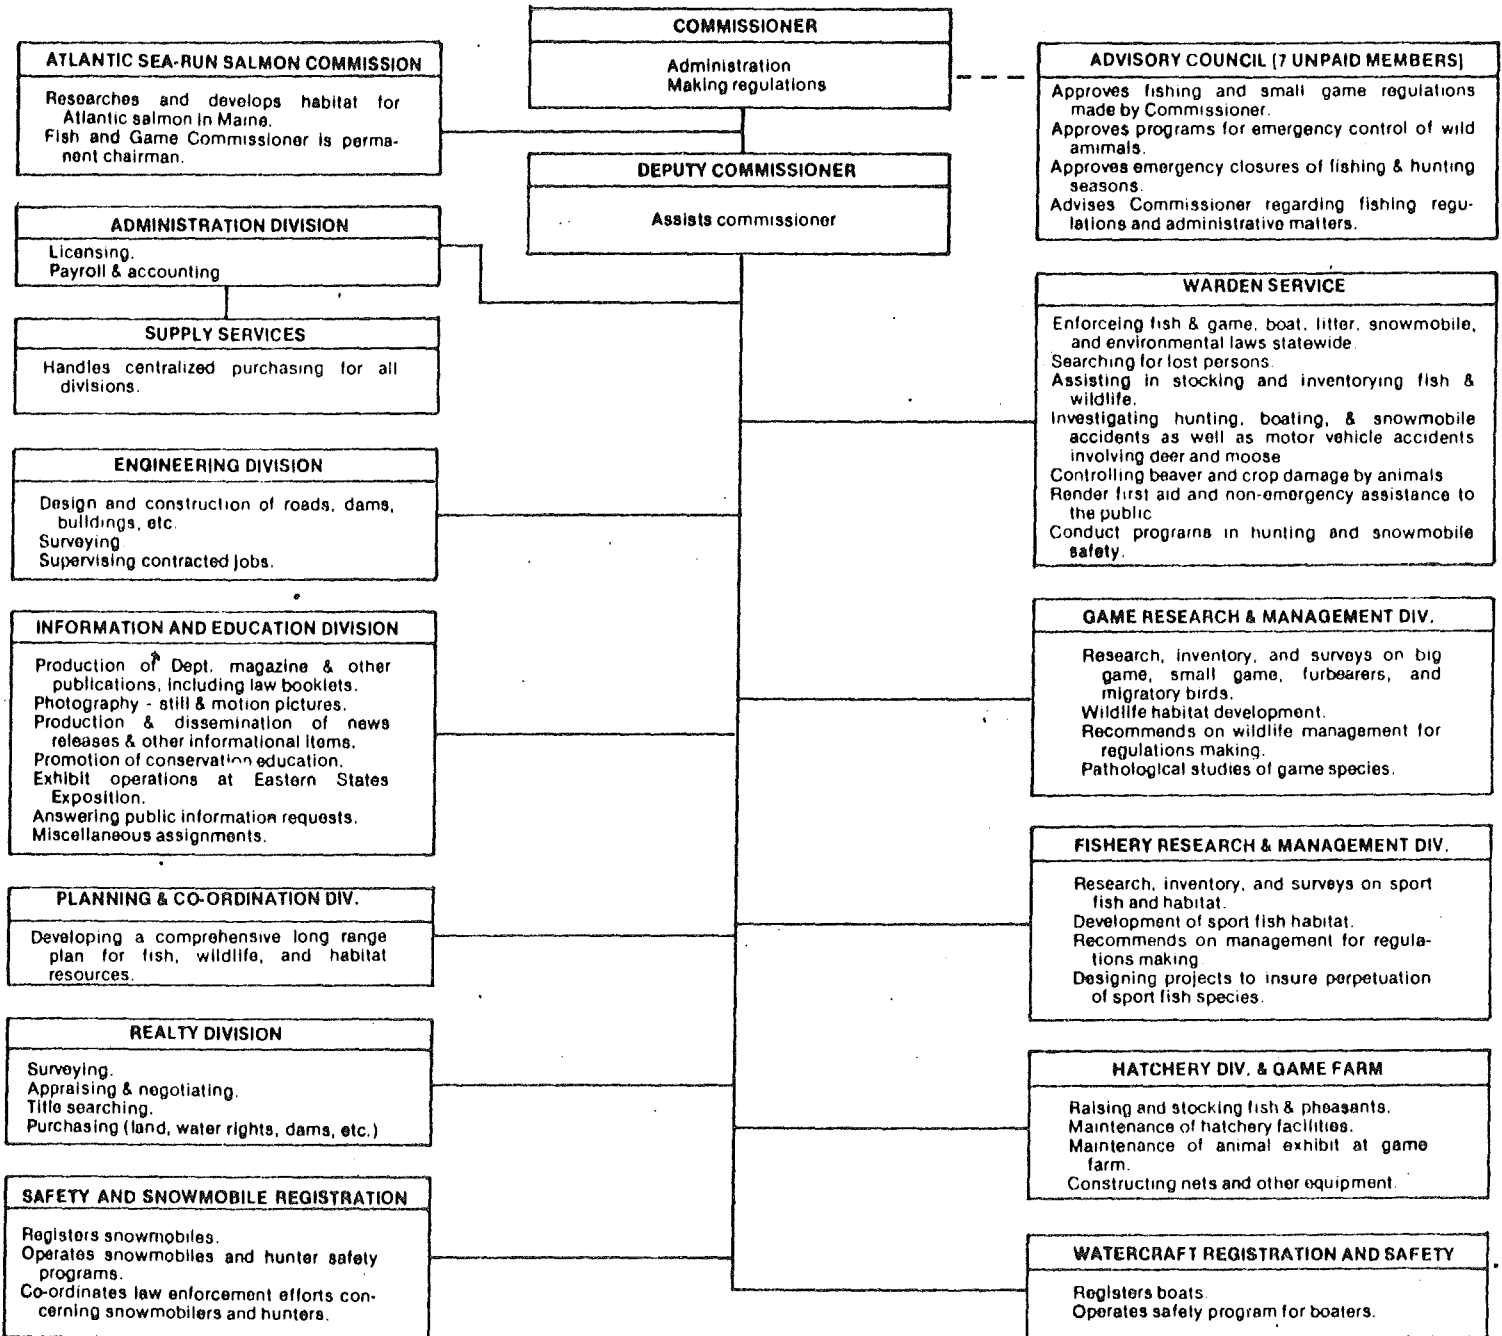 COMMISSIONER
Administration
Making regulations
ATLANTIC SEA-RUN SALMON COMMISSION
Researches and develops habitat for
Atlantic salmon in Maine.
Fish and Game Commissioner is perma-
nent chairman.
ADVISORY COUNCIL (7 UNPAID MEMBERS)
Approves fishing and small game regulations
made by Commissioner.
Approves programs for emergency control of wild
amimals.
Approves emergency closures of fishing & hunting
seasons.
Advises Commissioner regarding fishing regu-
lations and administrative matters.
DEPUTY COMMISSIONER
Assists commissioner
ADMINISTRATION DIVISION
Licensing.
Payroll & accounting
SUPPLY SERVICES
Handles centralized purchasing for all
divisions.
ENGINEERING DIVISION
Design and construction of roads, dams,
buildings, etc.
Surveying
Supervising contracted jobs.
INFORMATION AND EDUCATION DIVISION
Production of Dept. magazine & other
publications, including law booklets.
Photography - still & motion pictures.
Production & dissemination of news
releases & other informational items.
Promotion of conservation education.
Exhibit operations at Eastern States
Exposition.
Answering public information requests.
Miscellaneous assignments.
PLANNING & CO-ORDINATION DIV.
Developing a comprehensive long range
plan for fish, wildlife, and habitat
resources.
REALTY DIVISION
Surveying.
Appraising & negotiating.
Title searching.
Purchasing (land, water rights, dams, etc.)
SAFETY AND SNOWMOBILE REGISTRATION
Registers snowmobiles.
Operates snowmobiles and hunter safety
programs.
Co-ordinates law enforcement efforts con-
cerning snowmobilers and hunters.
WARDEN SERVICE
Enforceing fish & game, boat, litter, snowmobile,
and environmental laws statewide.
Searching for lost persons.
Assisting in stocking and inventorying fish &
wildlife.
Investigating hunting, boating, & snowmobile
accidents as well as motor vehicle accidents
involving deer and moose
Controlling beaver and crop damage by animals
Render first aid and non-emergency assistance to
the public
Conduct programs in hunting and snowmobile
safety.
GAME RESEARCH & MANAGEMENT DIV.
Research, inventory, and surveys on big
game, small game, furbearers, and
migratory birds.
Wildlife habitat development.
Recommends on wildlife management for
regulations making.
Pathological studies of game species.
FISHERY RESEARCH & MANAGEMENT DIV.
Research, inventory, and surveys on sport
fish and habitat.
Development of sport fish habitat.
Recommends on management for regula-
tions making
Designing projects to insure perpetuation
of sport fish species.
HATCHERY DIV. & GAME FARM
Raising and stocking fish & pheasants.
Maintenance of hatchery facilities.
Maintenance of animal exhibit at game
farm.
Constructing nets and other equipment.
WATERCRAFT REGISTRATION AND SAFETY
Registers boats.
Operates safety program for boaters.